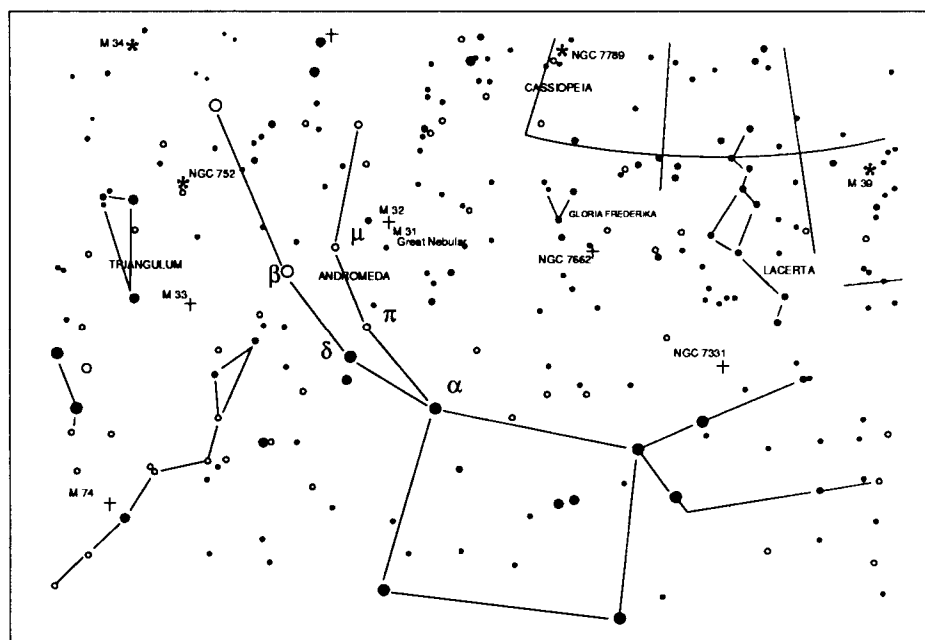 M 34
NGC 7789
CASSIOPEIA
NGC 752
M 39
M 32
M 31
Great Nebular
GLORIA FREDERIKA
μ
NGC 7662
TRIANGULUM
β
ANDROMEDA
LACERTA
M 33
π
δ
NGC 7331
α
M 74